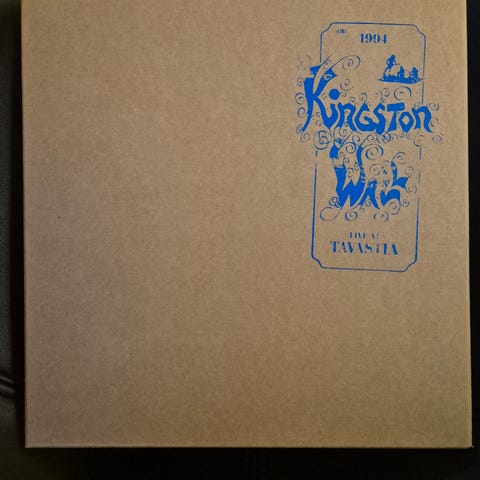 1994
KINGSTON
WALL
LIVE AT
TAVASTIA